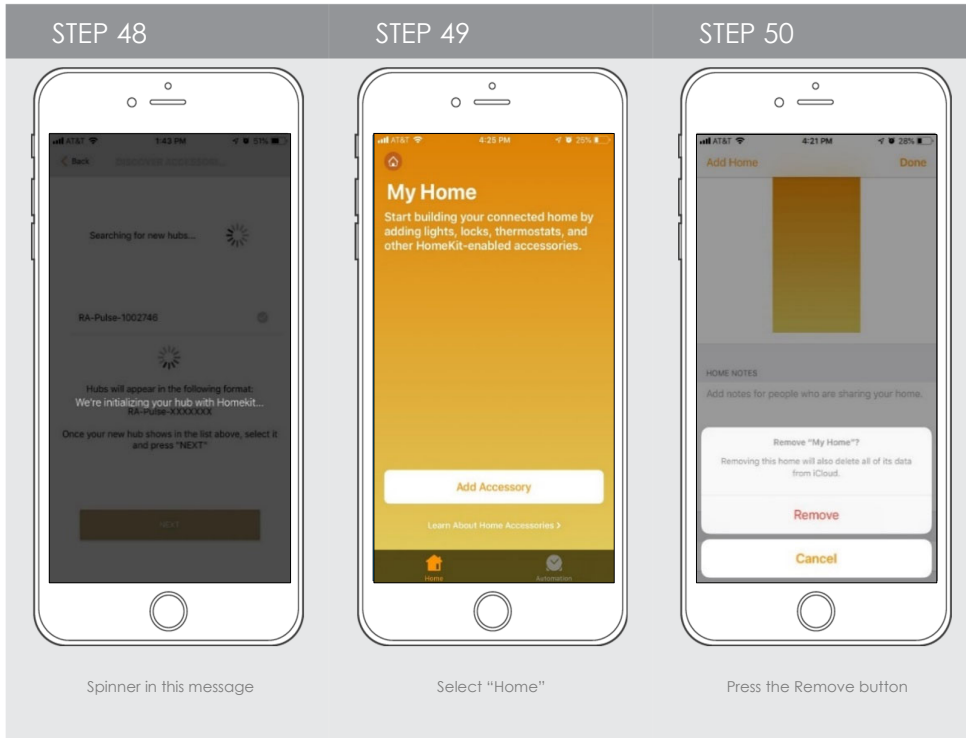 STEP 48
STEP 49
STEP 50
AT&T 1:43 PM 51%
Back
Searching for new hubs...
RA-Pulse-1002746
Hubs will appear in the following format:
We're initializing your hub with Homekit...
RA-Pulse-XXXXXXX
Once your new hub shows in the list above, select it
and press "NEXT"
NEXT
Spinner in this message
AT&T 4:25 PM 25%
My Home
Start building your connected home by
adding lights, locks, thermostats, and
other HomeKit-enabled accessories.
Add Accessory
Learn About Home Accessories >
Home Automation
Select “Home”
AT&T 4:21 PM 28%
Add Home Done
HOME NOTES
Add notes for people who are sharing your home.
Remove “My Home”?
Removing this home will also delete all of its data
from iCloud.
Remove
Cancel
Press the Remove button